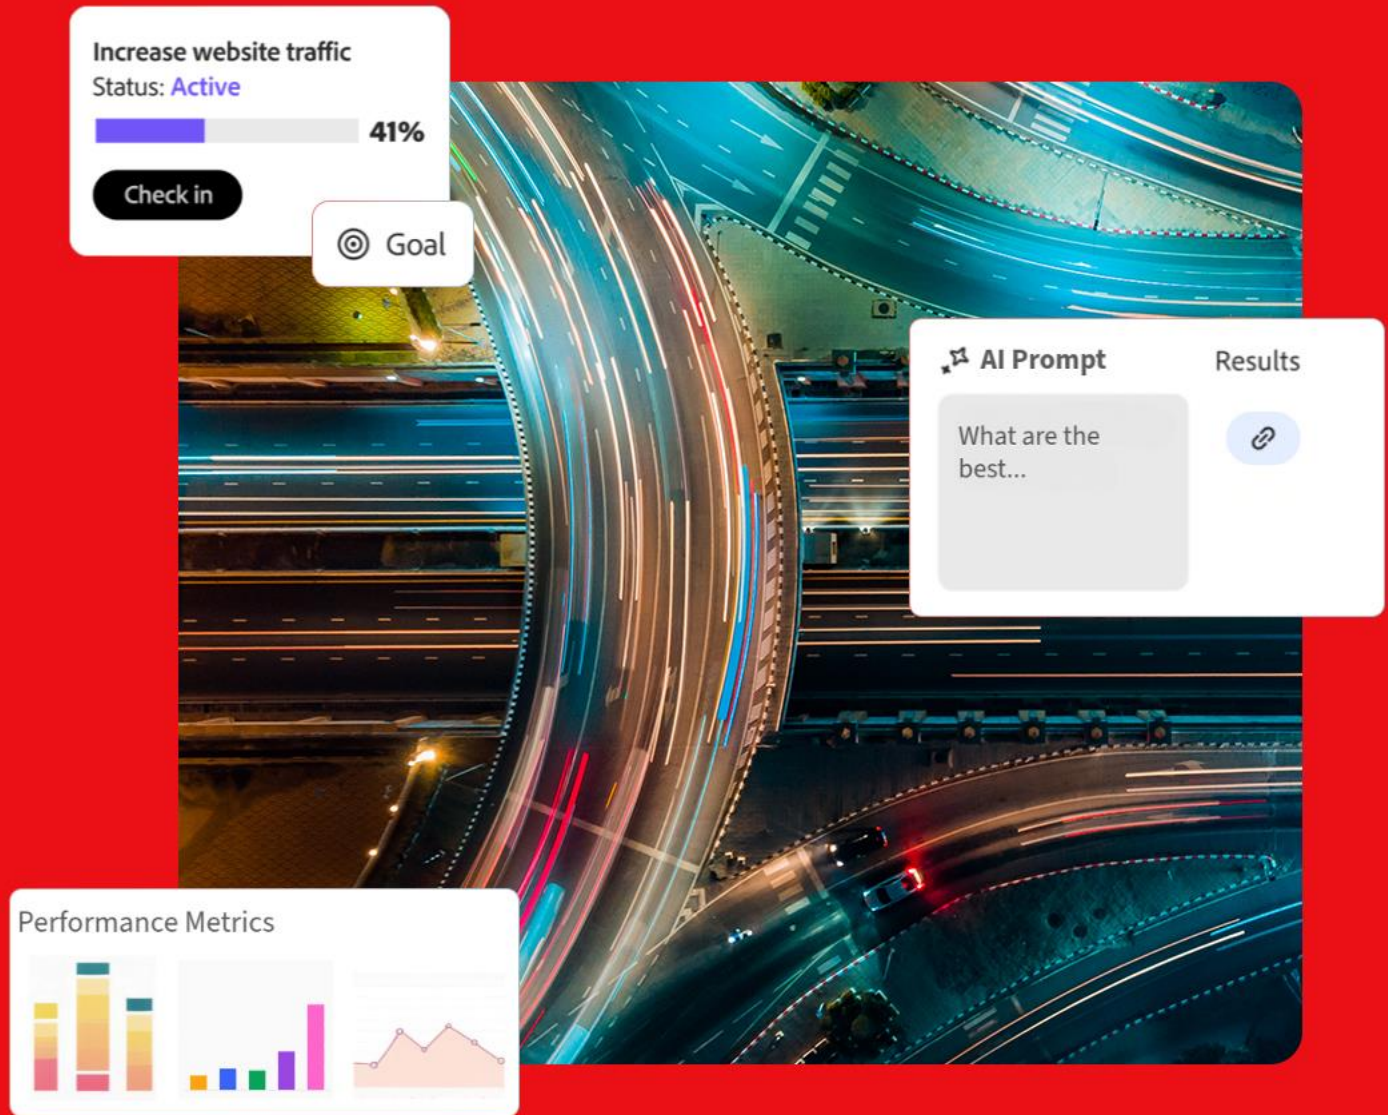 Increase website traffic
Status: Active
41%
Check in
Goal
AI Prompt
Results
What are the
best...
Performance Metrics